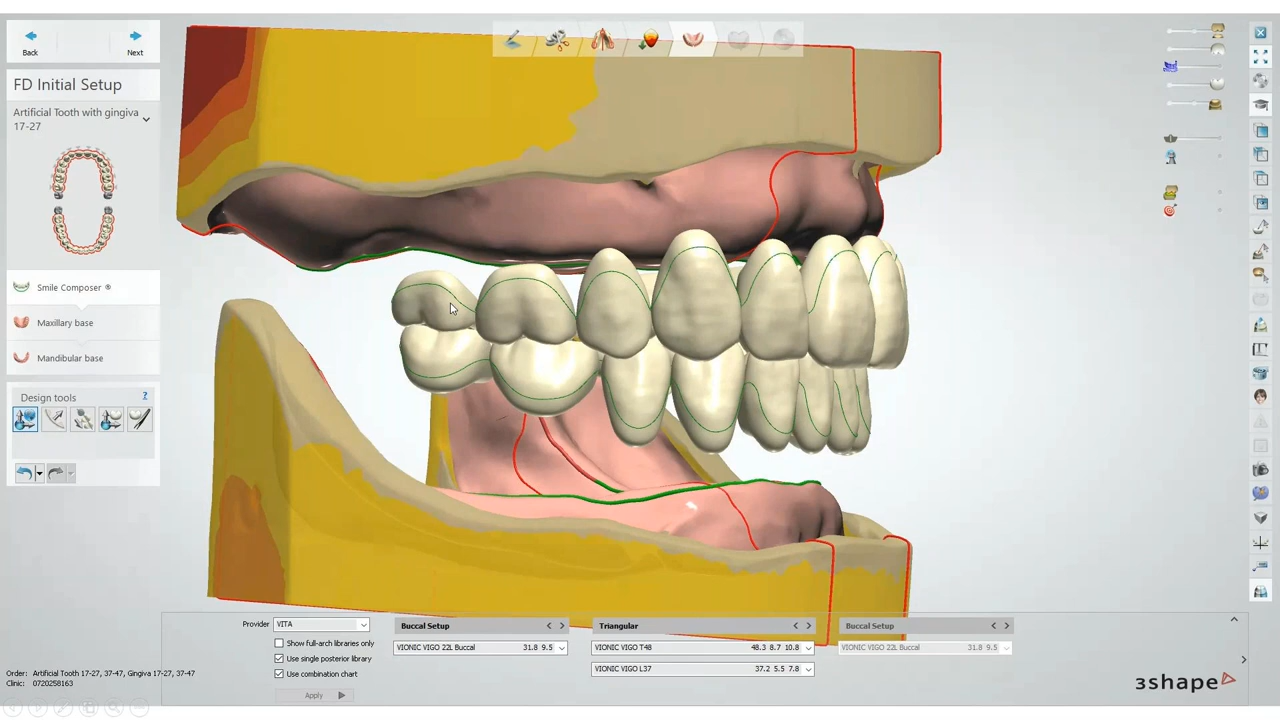 Back
Next
FD Initial Setup
Artificial Tooth with gingiva
17-27
Smile Composer ®
Maxillary base
Mandibular base
Design tools
?
Provider
VITA
Show full-arch libraries only
Use single posterior library
Use combination chart
Apply
Buccal Setup
VIONIC VIGO 22L Buccal 31.8 9.5
Triangular
VIONIC VIGO T48 48.3 8.7 10.8
VIONIC VIGO L37 37.2 5.5 7.8
Buccal Setup
VIONIC VIGO 22L Buccal 31.8 9.5
Order: Artificial Tooth 17-27, 37-47, Gingiva 17-27, 37-47
Clinic: 0720258163
3shape